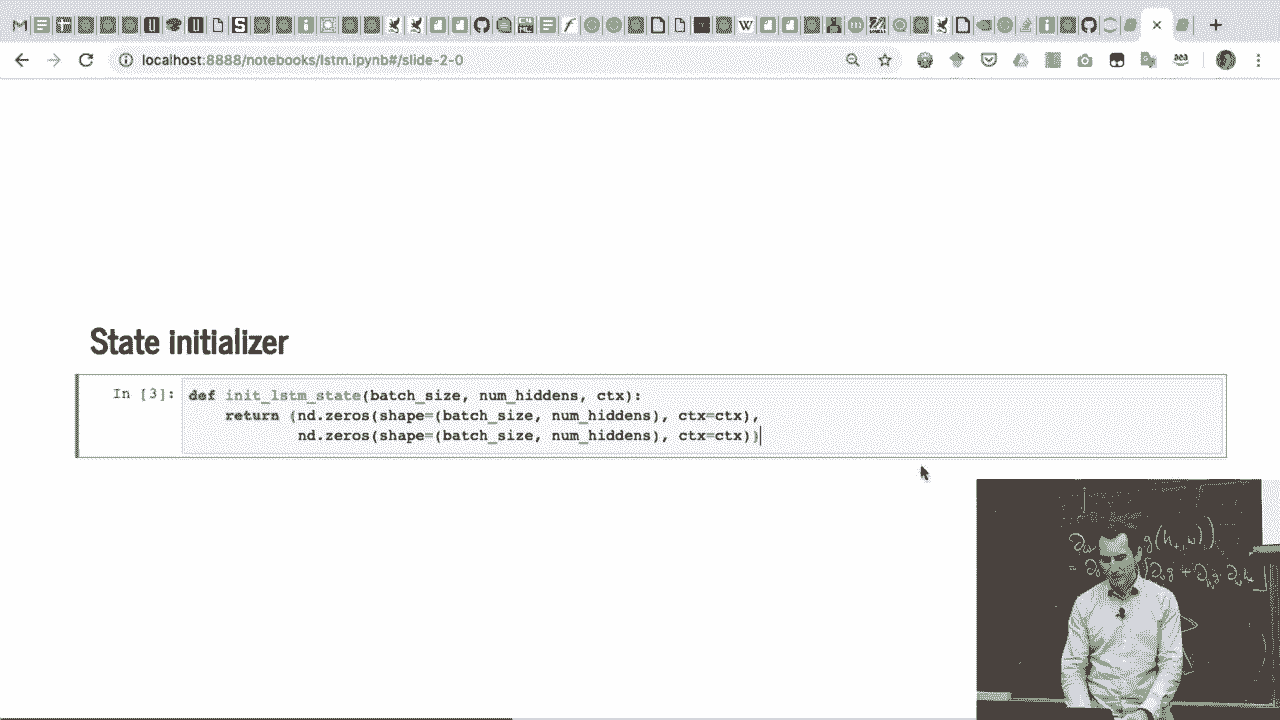 localhost:8888/notebooks/lstm.ipynb#/slide-2-0
State initializer
In [3]:
def init_lstm_state(batch_size, num_hiddens, ctx):
return (nd.zeros(shape=(batch_size, num_hiddens), ctx=ctx),
nd.zeros(shape=(batch_size, num_hiddens), ctx=ctx))
g(h